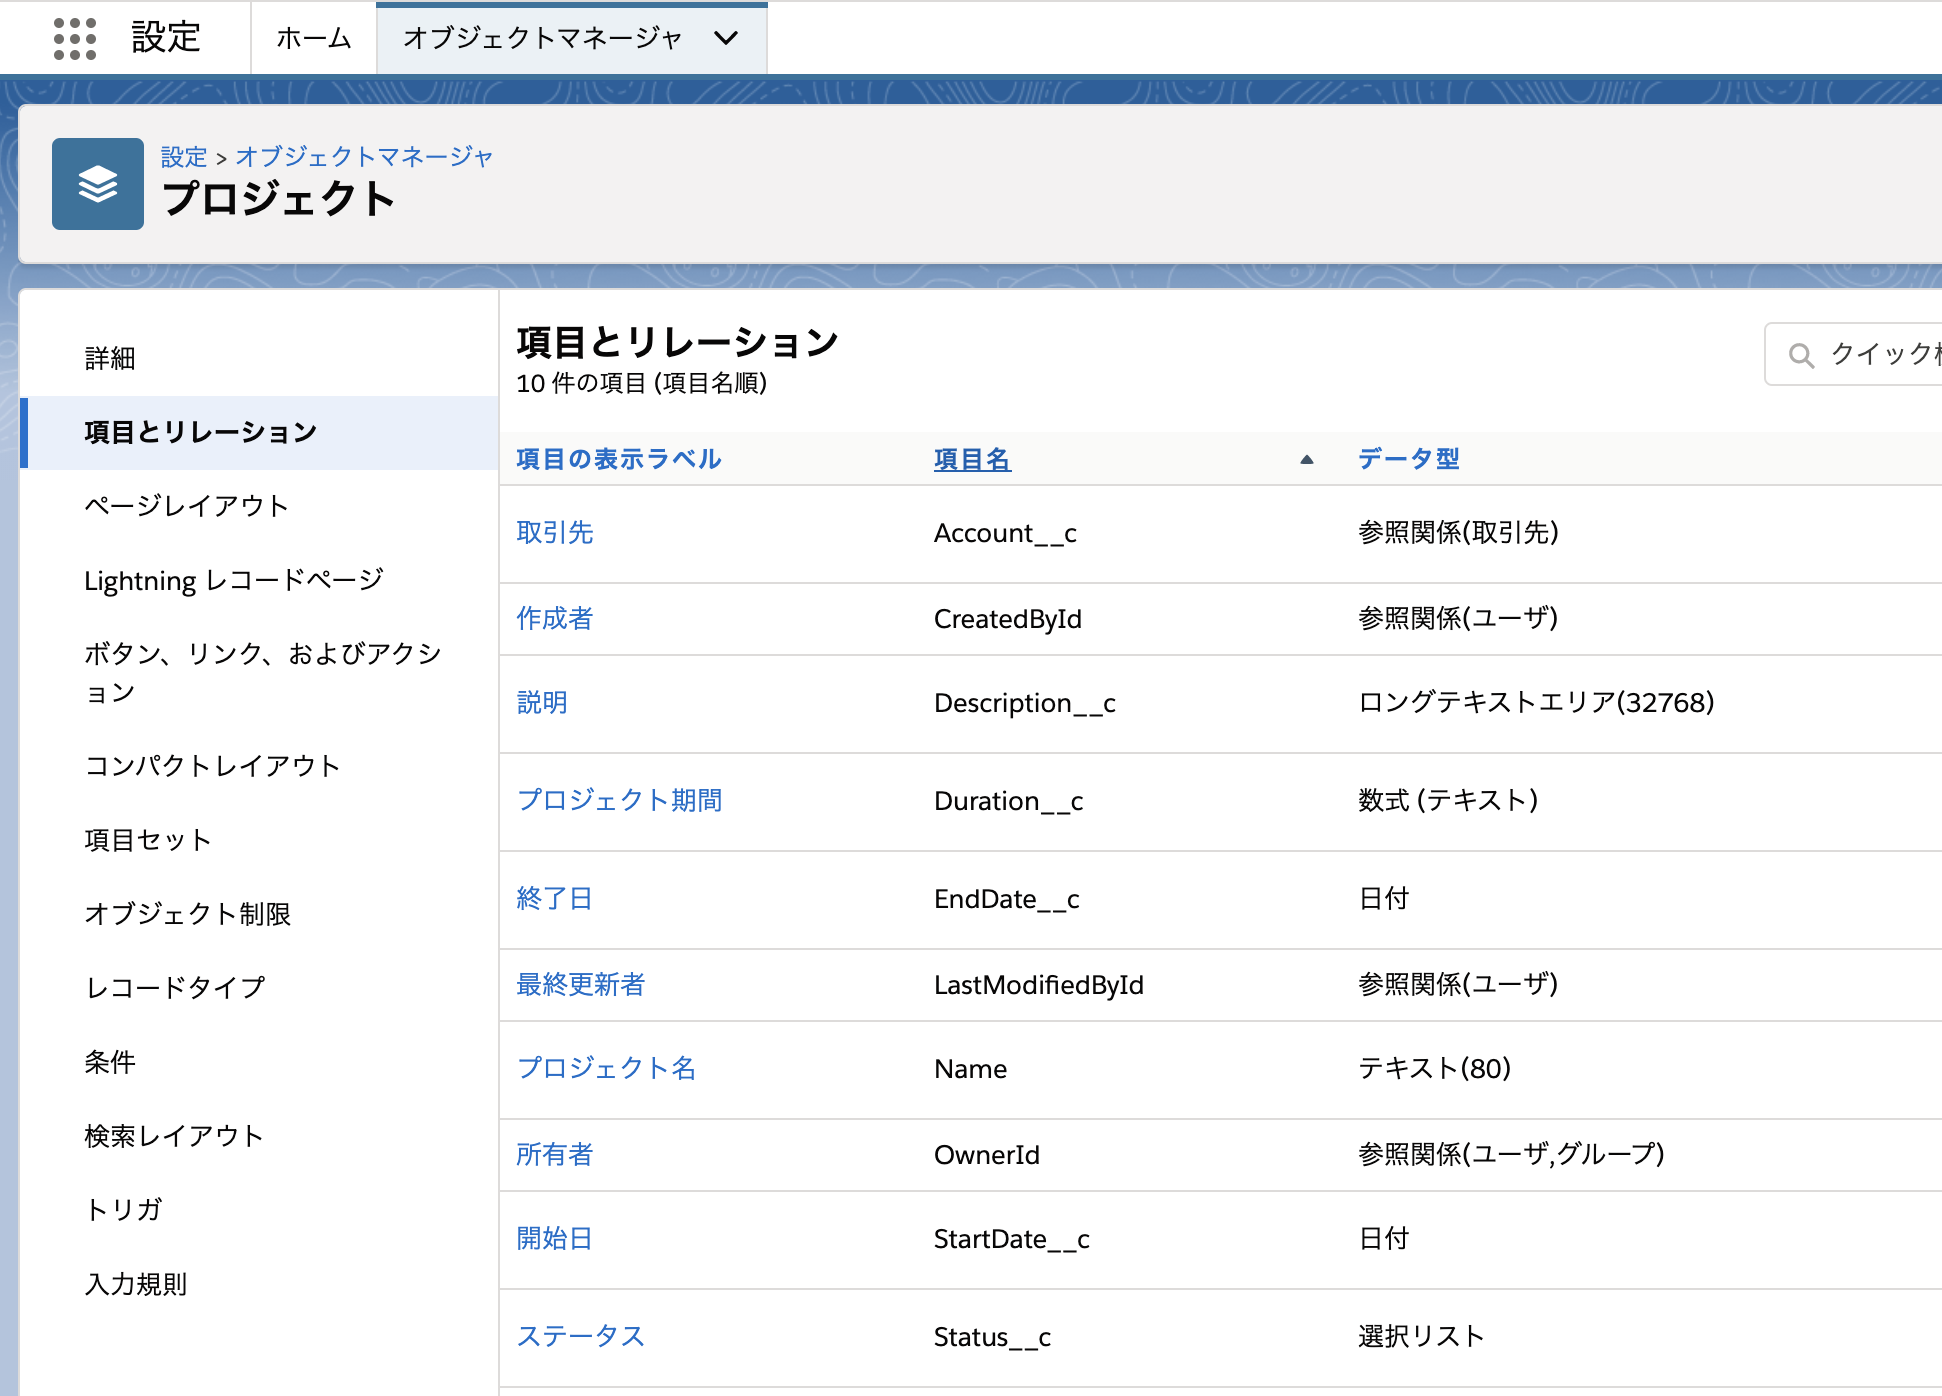 設定
ホーム
オブジェクトマネージャ
設定 > オブジェクトマネージャ
プロジェクト
詳細
項目とリレーション
ページレイアウト
Lightning レコードページ
ボタン、リンク、およびアクシ
ョン
コンパクトレイアウト
項目セット
オブジェクト制限
レコードタイプ
条件
検索レイアウト
トリガ
入力規則
項目とリレーション
10 件の項目 (項目名順)
クイック
項目の表示ラベル 項目名 データ型
取引先 Account__c 参照関係(取引先)
作成者 CreatedById 参照関係(ユーザ)
説明 Description__c ロングテキストエリア(32768)
プロジェクト期間 Duration__c 数式 (テキスト)
終了日 EndDate__c 日付
最終更新者 LastModifiedById 参照関係(ユーザ)
プロジェクト名 Name テキスト(80)
所有者 OwnerId 参照関係(ユーザ,グループ)
開始日 StartDate__c 日付
ステータス Status__c 選択リスト